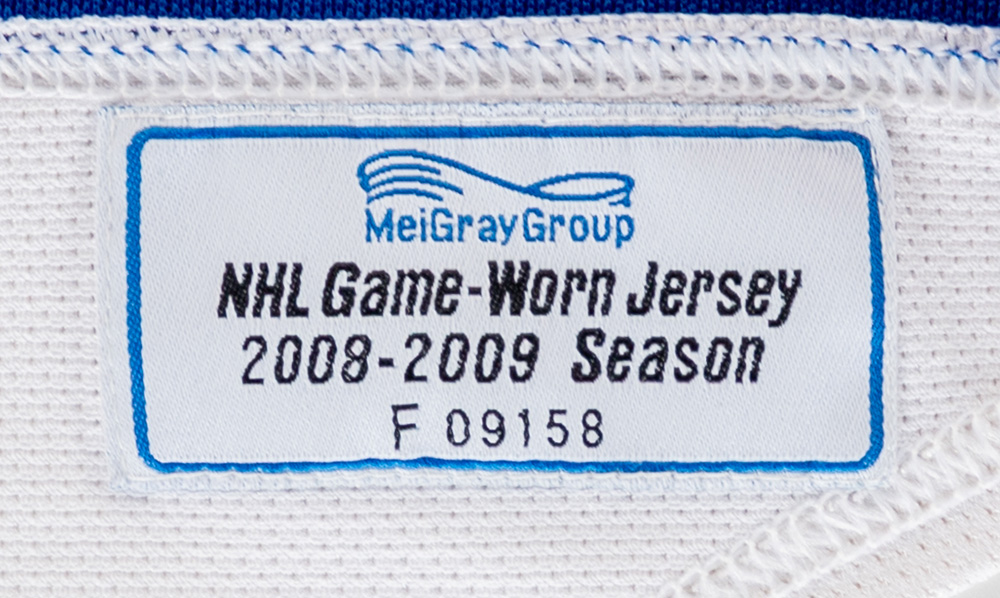 MeiGrayGroup
NHL Game-Worn Jersey
2008-2009 Season
F 09158